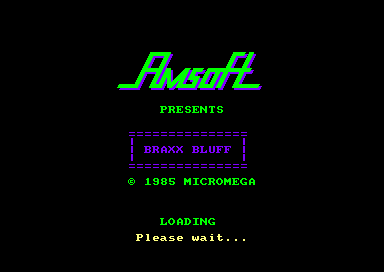 Amsoft
PRESENTS
BRAXX BLUFF
© 1985 MICROMEGA
LOADING
Please wait...